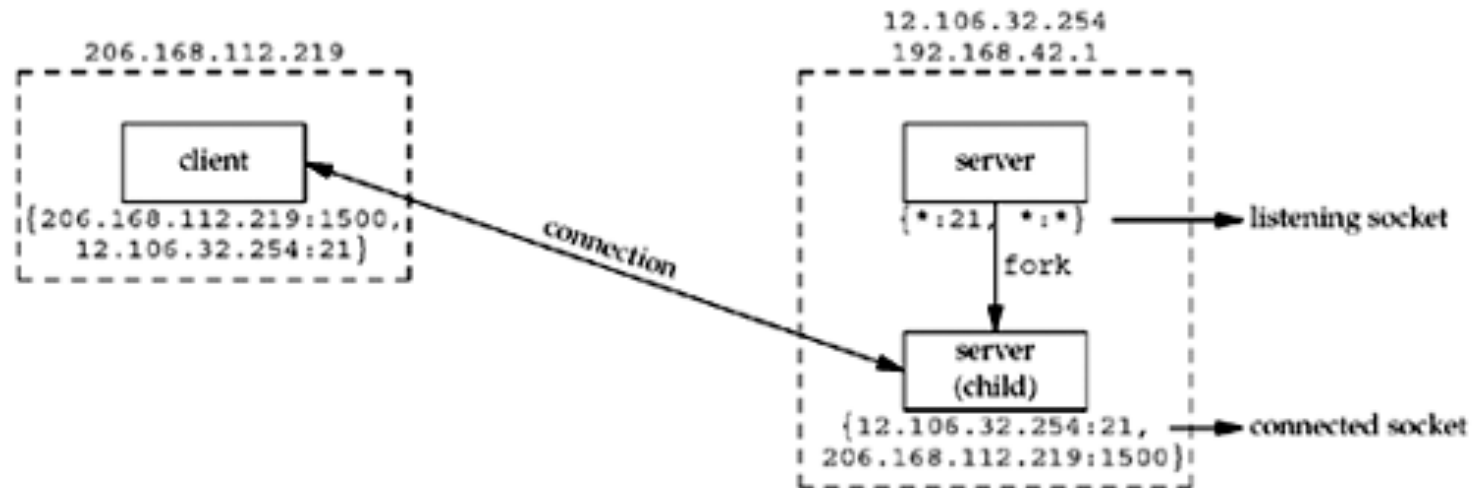 206.168.112.219
client
{206.168.112.219:1500,
12.106.32.254:21}
connection
12.106.32.254
192.168.42.1
server
{*:21, *:*}
listening socket
fork
server
(child)
{12.106.32.254:21,
206.168.112.219:1500}
connected socket